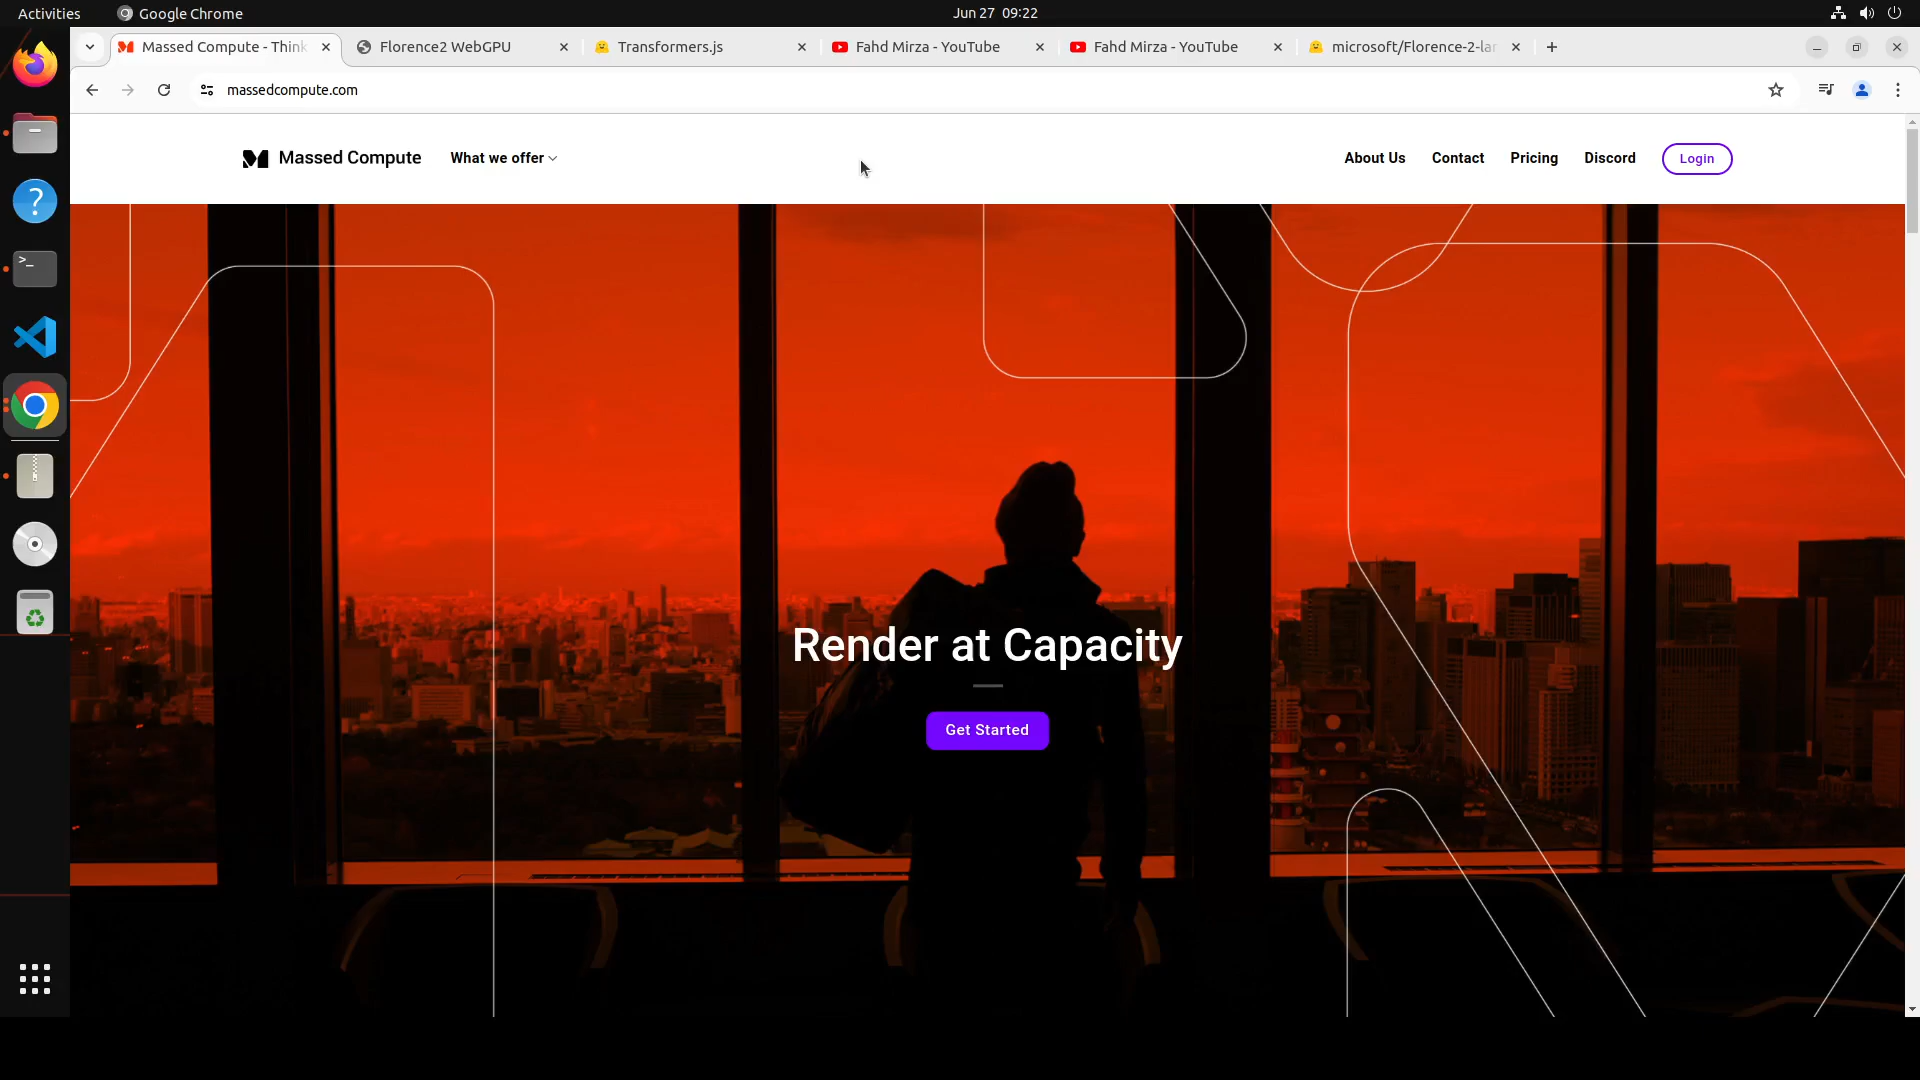 Activities Google Chrome Jun 27 09:22
Massed Compute - Think Florence2 WebGPU Transformers.js Fahd Mirza - YouTube Fahd Mirza - YouTube microsoft/Florence-2-lar
massedcompute.com
Massed Compute What we offer About Us Contact Pricing Discord Login
Render at Capacity
Get Started